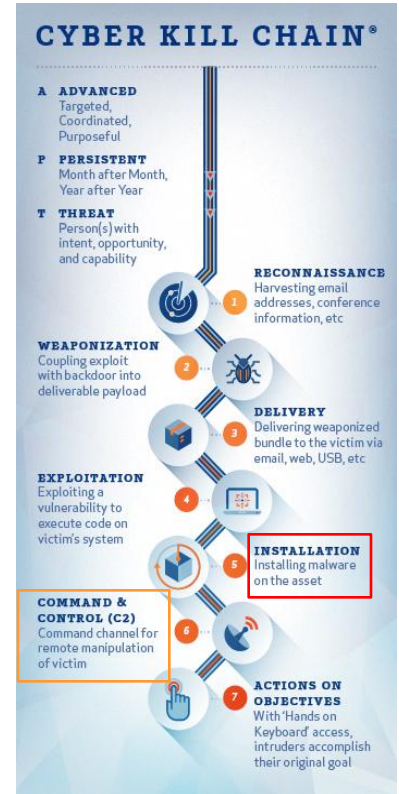 CYBER KILL CHAIN®
A ADVANCED
Targeted,
Coordinated,
Purposeful
P PERSISTENT
Month after Month,
Year after Year
T THREAT
Person(s) with
intent, opportunity,
and capability
1
RECONNAISSANCE
Harvesting email
addresses, conference
information, etc
WEAPONIZATION
Coupling exploit
with backdoor into
deliverable payload
2
3
DELIVERY
Delivering weaponized
bundle to the victim via
email, web, USB, etc
EXPLOITATION
Exploiting a
vulnerability to
execute code on
victim's system
4
5
INSTALLATION
Installing malware
on the asset
COMMAND &
CONTROL (C2)
Command channel for
remote manipulation
of victim
6
7
ACTIONS ON
OBJECTIVES
With 'Hands on
Keyboard' access,
intruders accomplish
their original goal